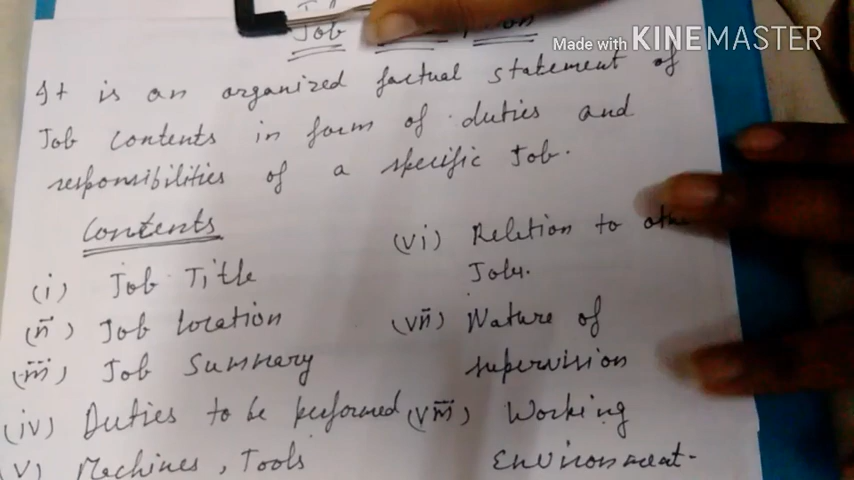 Job
Made with KINEMASTER
It is an organized factual statement of
Job contents in form of duties and
responsibilities of a specific Job.
Contents
(i) Job Title
(ii) Job location
(iii) Job Summary
(iv) Duties to be performed
(v) Machines, Tools
(vi) Relation to
Jobs.
(vii) Nature of
supervision
(viii) Working
Environment-